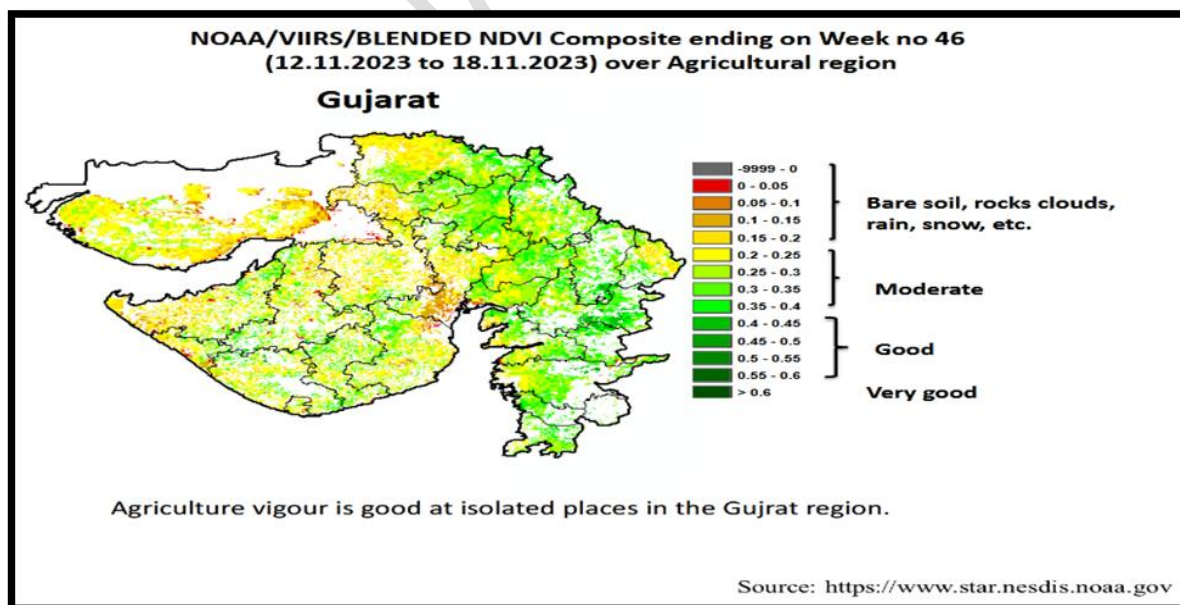 NOAA/VIIRS/BLENDED NDVI Composite ending on Week no 46
(12.11.2023 to 18.11.2023) over Agricultural region
Gujarat
-9999 - 0
0 - 0.05
0.05 - 0.1
0.1 - 0.15
0.15 - 0.2
0.2 - 0.25
0.25 - 0.3
0.3 - 0.35
0.35 - 0.4
0.4 - 0.45
0.45 - 0.5
0.5 - 0.55
0.55 - 0.6
> 0.6
Bare soil, rocks clouds,
rain, snow, etc.
Moderate
Good
Very good
Agriculture vigour is good at isolated places in the Gujrat region.
Source: https://www.star.nesdis.noaa.gov